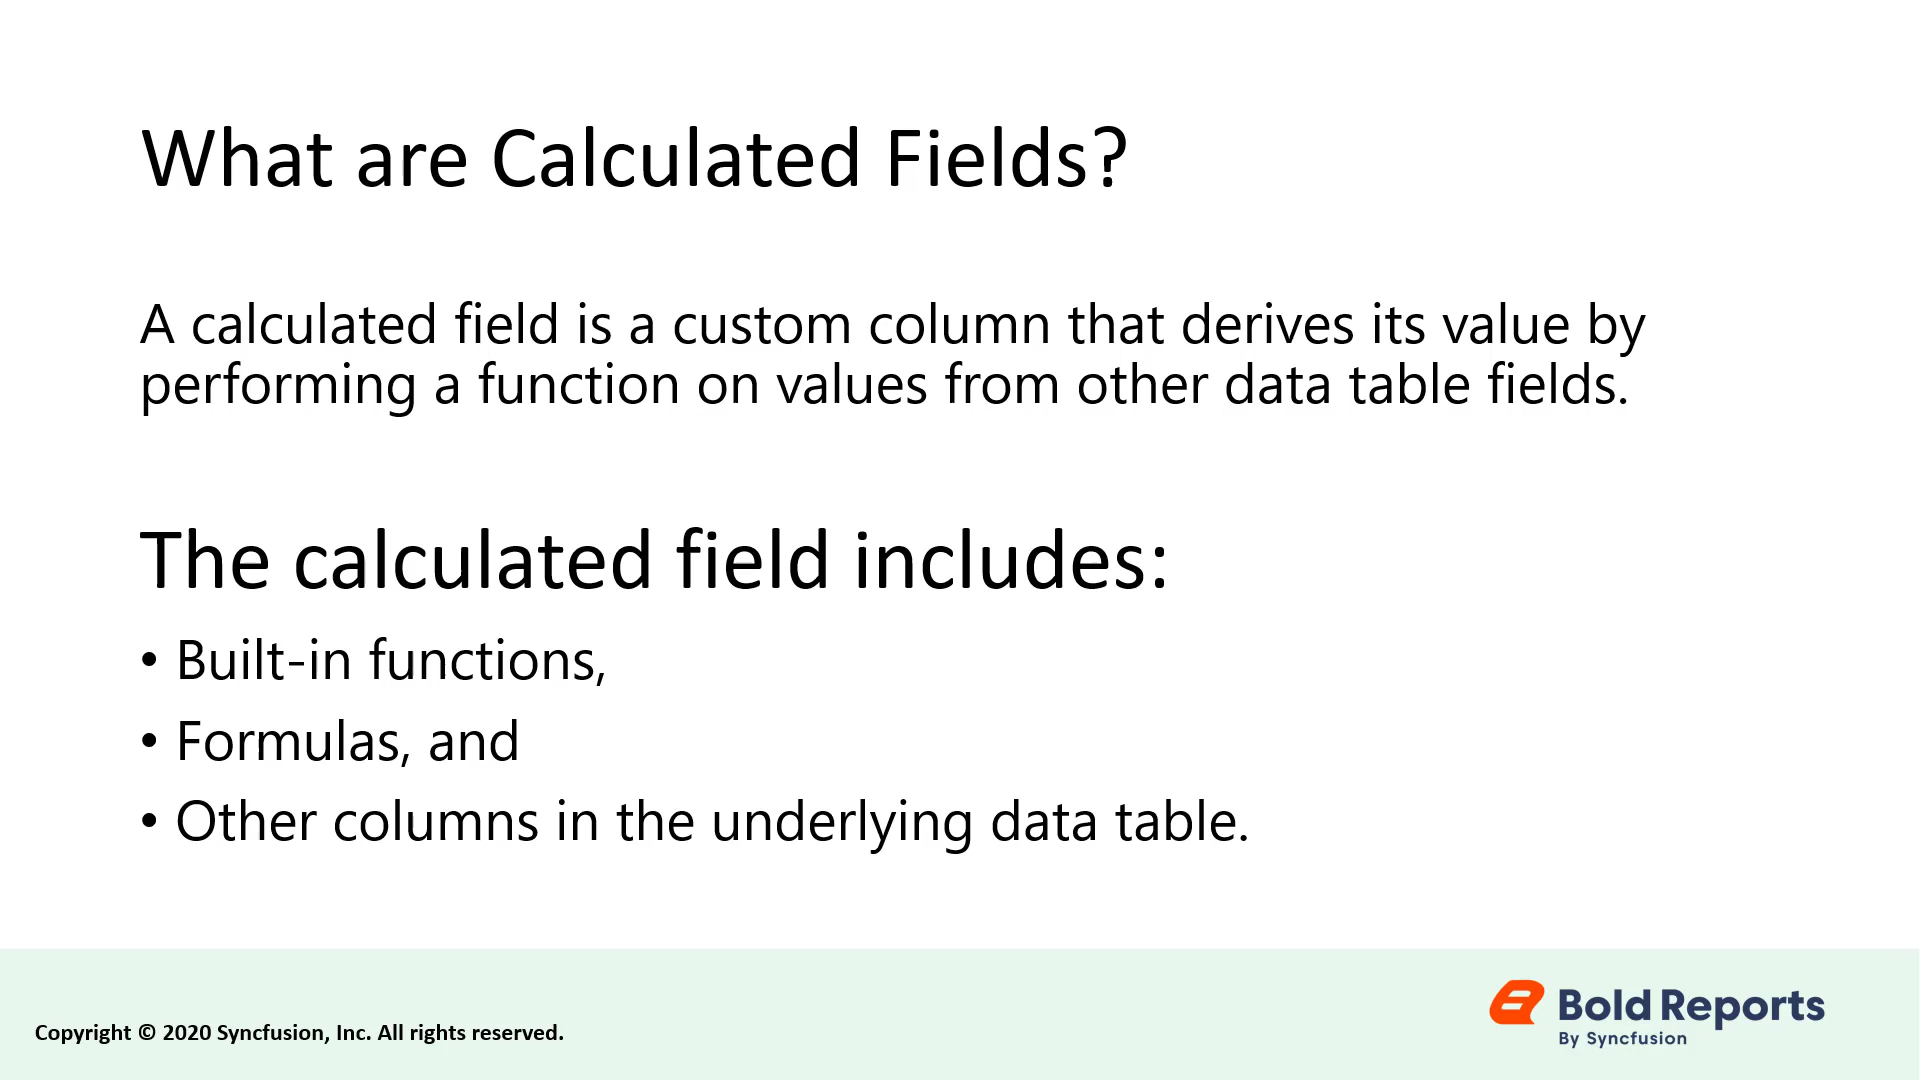 What are Calculated Fields?
A calculated field is a custom column that derives its value by
performing a function on values from other data table fields.
The calculated field includes:
• Built-in functions,
• Formulas, and
• Other columns in the underlying data table.
Copyright © 2020 Syncfusion, Inc. All rights reserved.
Bold Reports
By Syncfusion